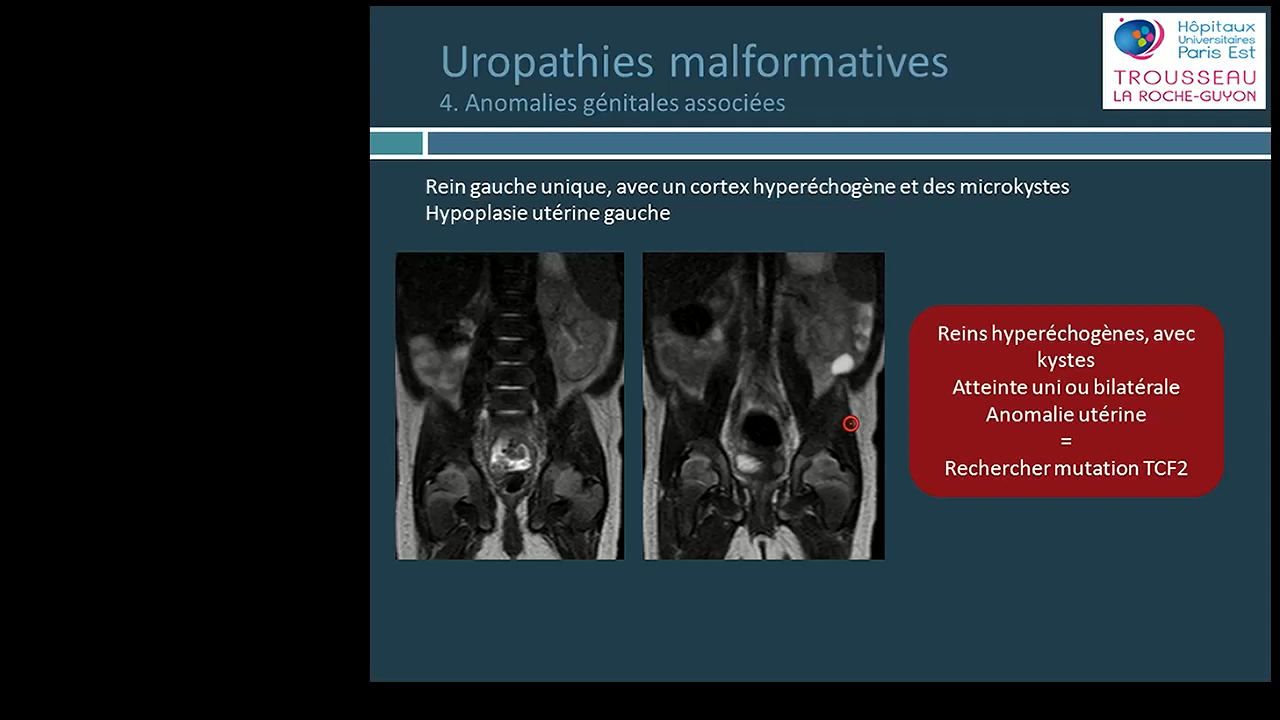 Uropathies malformatives
4. Anomalies génitales associées
Hôpitaux
Universitaires
Paris Est
TROUSSEAU
LA ROCHE-GUYON
Rein gauche unique, avec un cortex hyperéchogène et des microkystes
Hypoplasie utérine gauche
Reins hyperéchogènes, avec
kystes
Atteinte uni ou bilatérale
Anomalie utérine
=
Rechercher mutation TCF2